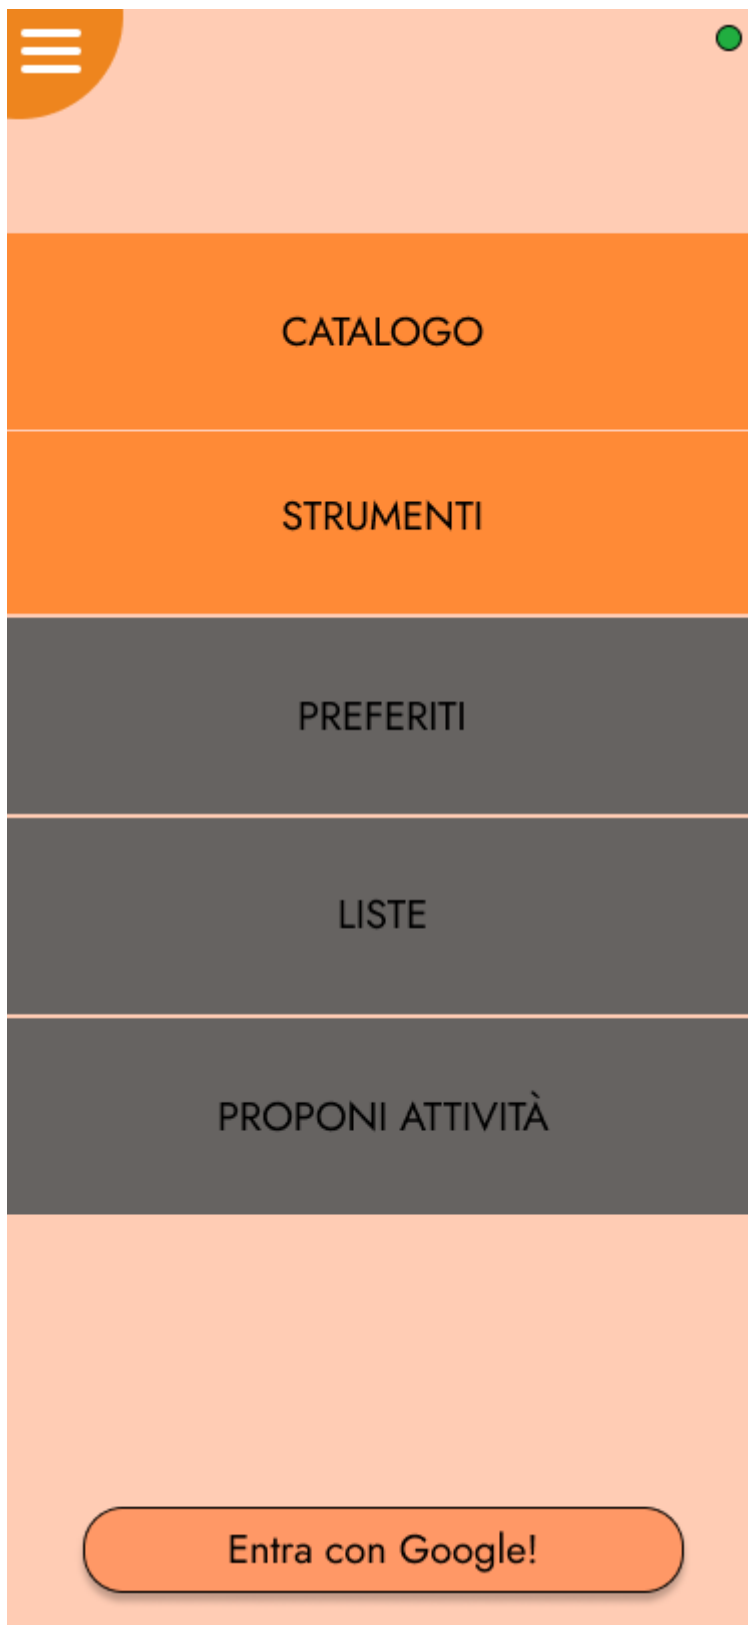 CATALOGO
STRUMENTI
PREFERITI
LISTE
PROPONI ATTIVITÀ
Entra con Google!